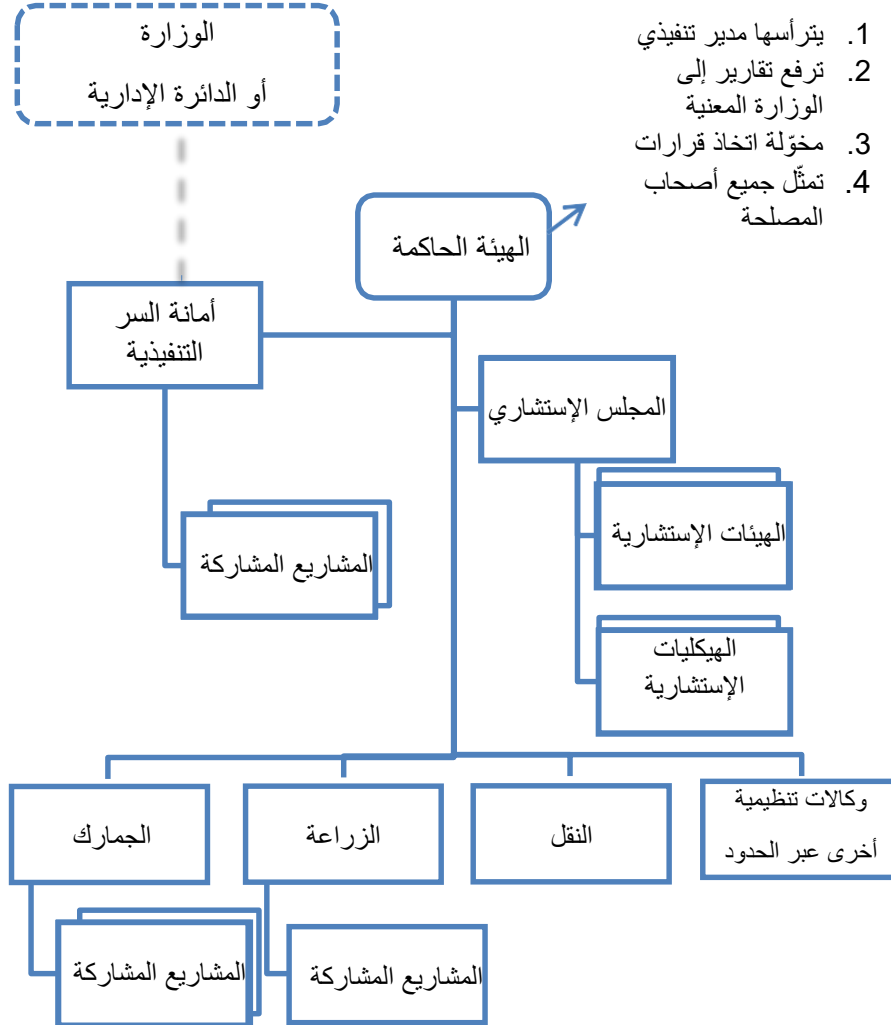 الوزارة
أو الدائرة الإدارية
1. يترأسها مدير تنفيذي
2. ترفع تقارير إلى
الوزارة المعنية
3. مخوّلة اتخاذ قرارات
4. تمثّل جميع أصحاب
المصلحة
الهيئة الحاكمة
أمانة السر
التنفيذية
المجلس الإستشاري
الهيئات الإستشارية
المشاريع المشاركة
الهيكليات
الإستشارية
وكالات تنظيمية
أخرى عبر الحدود
النقل
الزراعة
الجمارك
المشاريع المشاركة
المشاريع المشاركة